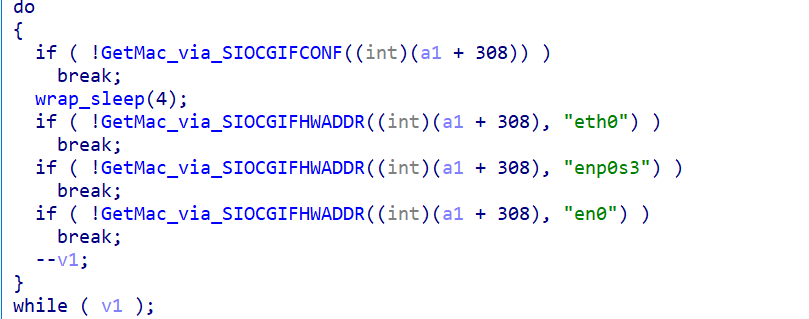 do
{
if ( !GetMac_via_SIOCGIFCONF((int)(a1 + 308)) )
break;
wrap_sleep(4);
if ( !GetMac_via_SIOCGIFHWADDR((int)(a1 + 308), "eth0") )
break;
if ( !GetMac_via_SIOCGIFHWADDR((int)(a1 + 308), "enp0s3") )
break;
if ( !GetMac_via_SIOCGIFHWADDR((int)(a1 + 308), "en0") )
break;
--v1;
}
while ( v1 );